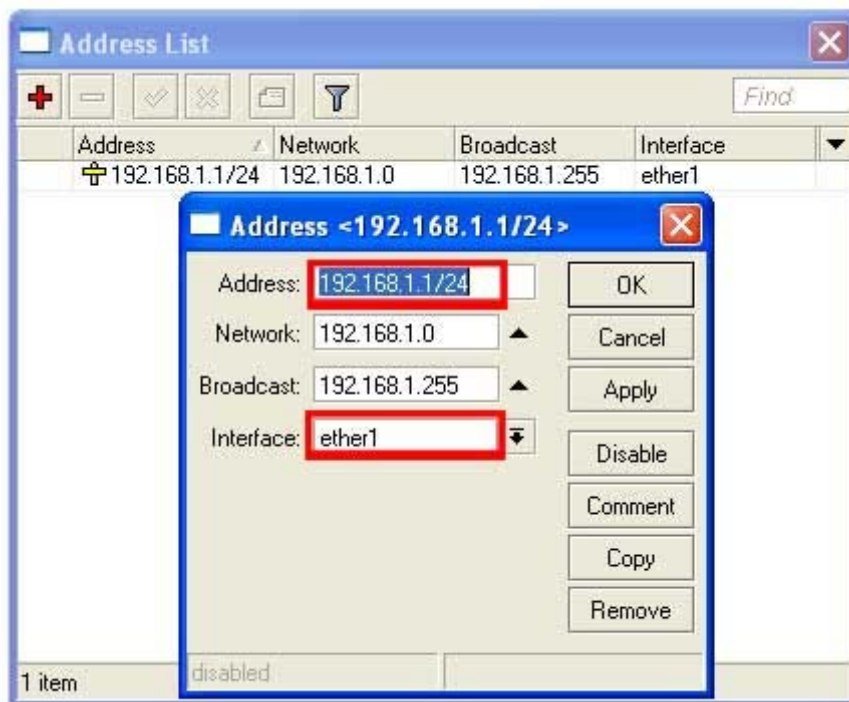 Address List
Find
Address Network Broadcast Interface
192.168.1.1/24 192.168.1.0 192.168.1.255 ether1
Address <192.168.1.1/24>
Address: 192.168.1.1/24
OK
Network: 192.168.1.0
Cancel
Broadcast: 192.168.1.255
Apply
Interface: ether1
Disable
Comment
Copy
Remove
disabled
1 item